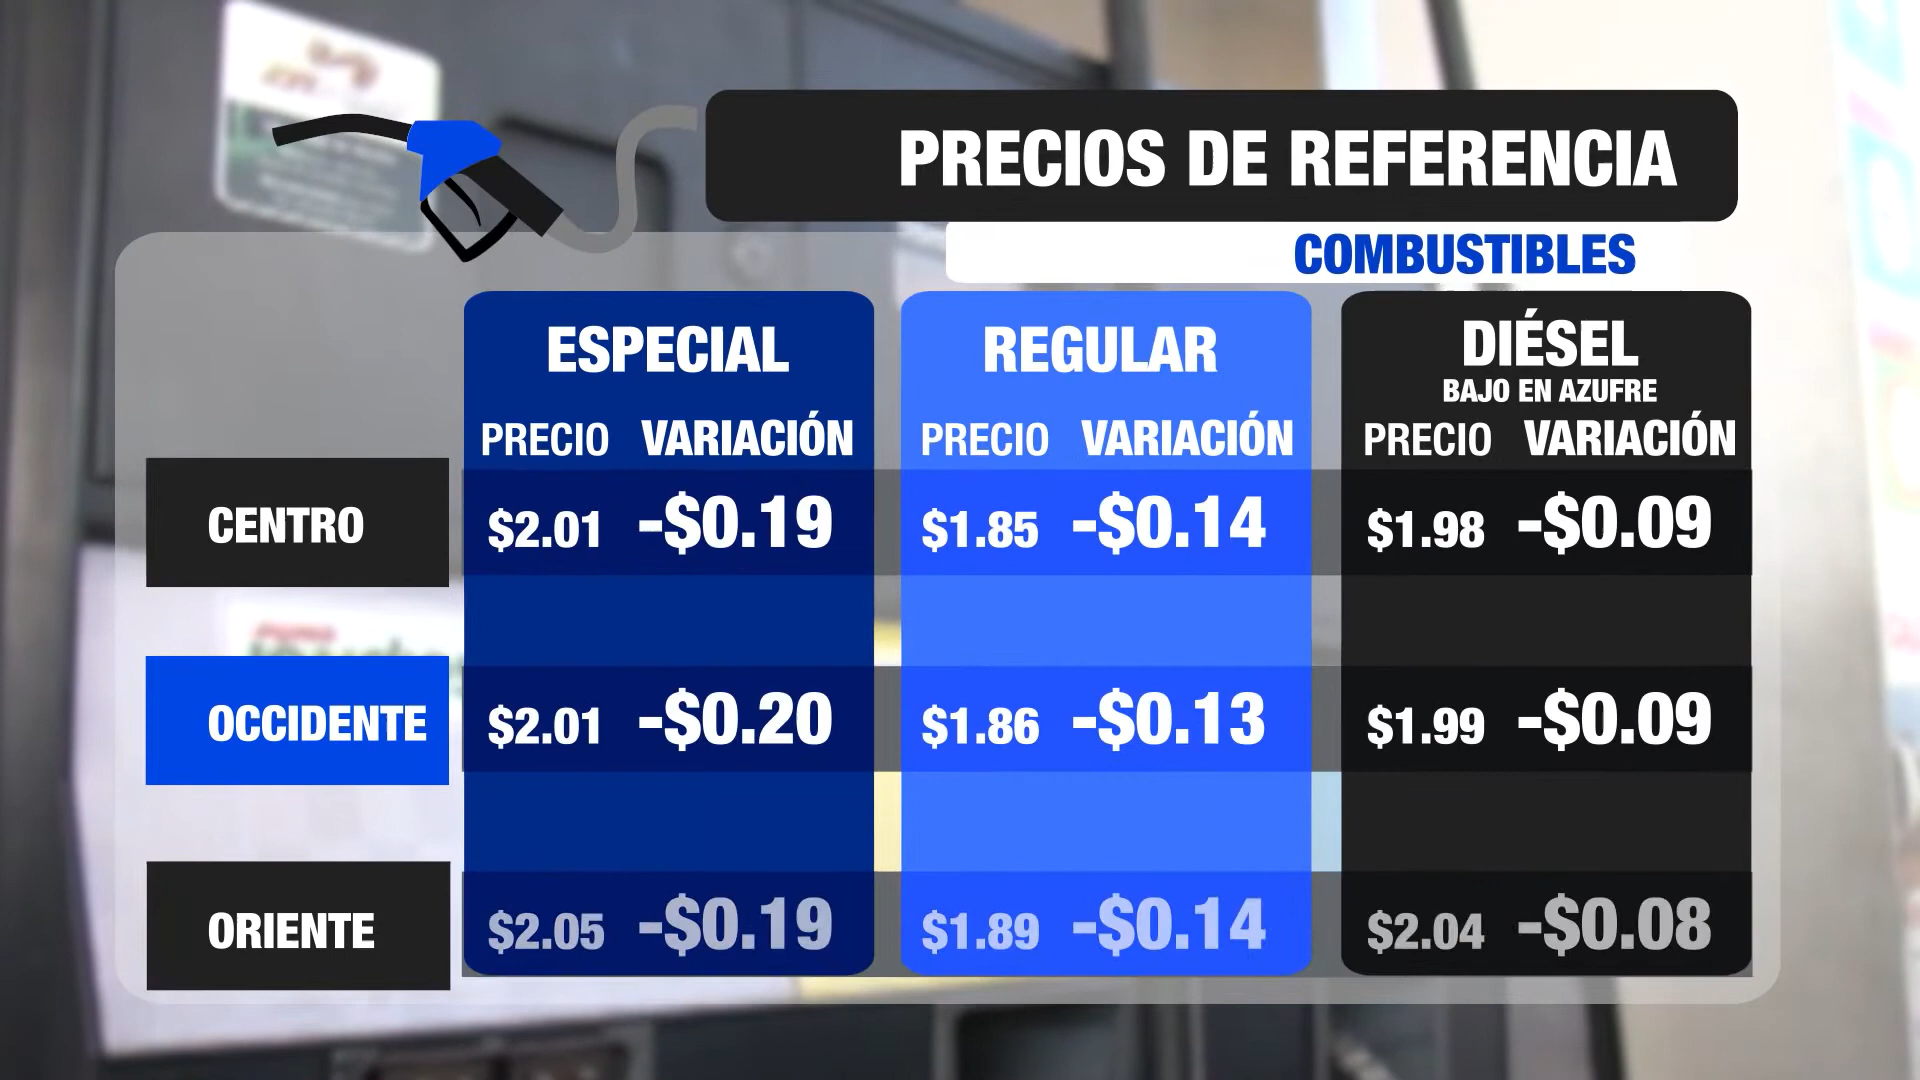 PRECIOS DE REFERENCIA
COMBUSTIBLES
ESPECIAL REGULAR DIÉSEL
BAJO EN AZUFRE
PRECIO VARIACIÓN PRECIO VARIACIÓN PRECIO VARIACIÓN
CENTRO $2.01 -$0.19 $1.85 -$0.14 $1.98 -$0.09
OCCIDENTE $2.01 -$0.20 $1.86 -$0.13 $1.99 -$0.09
ORIENTE $2.05 -$0.19 $1.89 -$0.14 $2.04 -$0.08